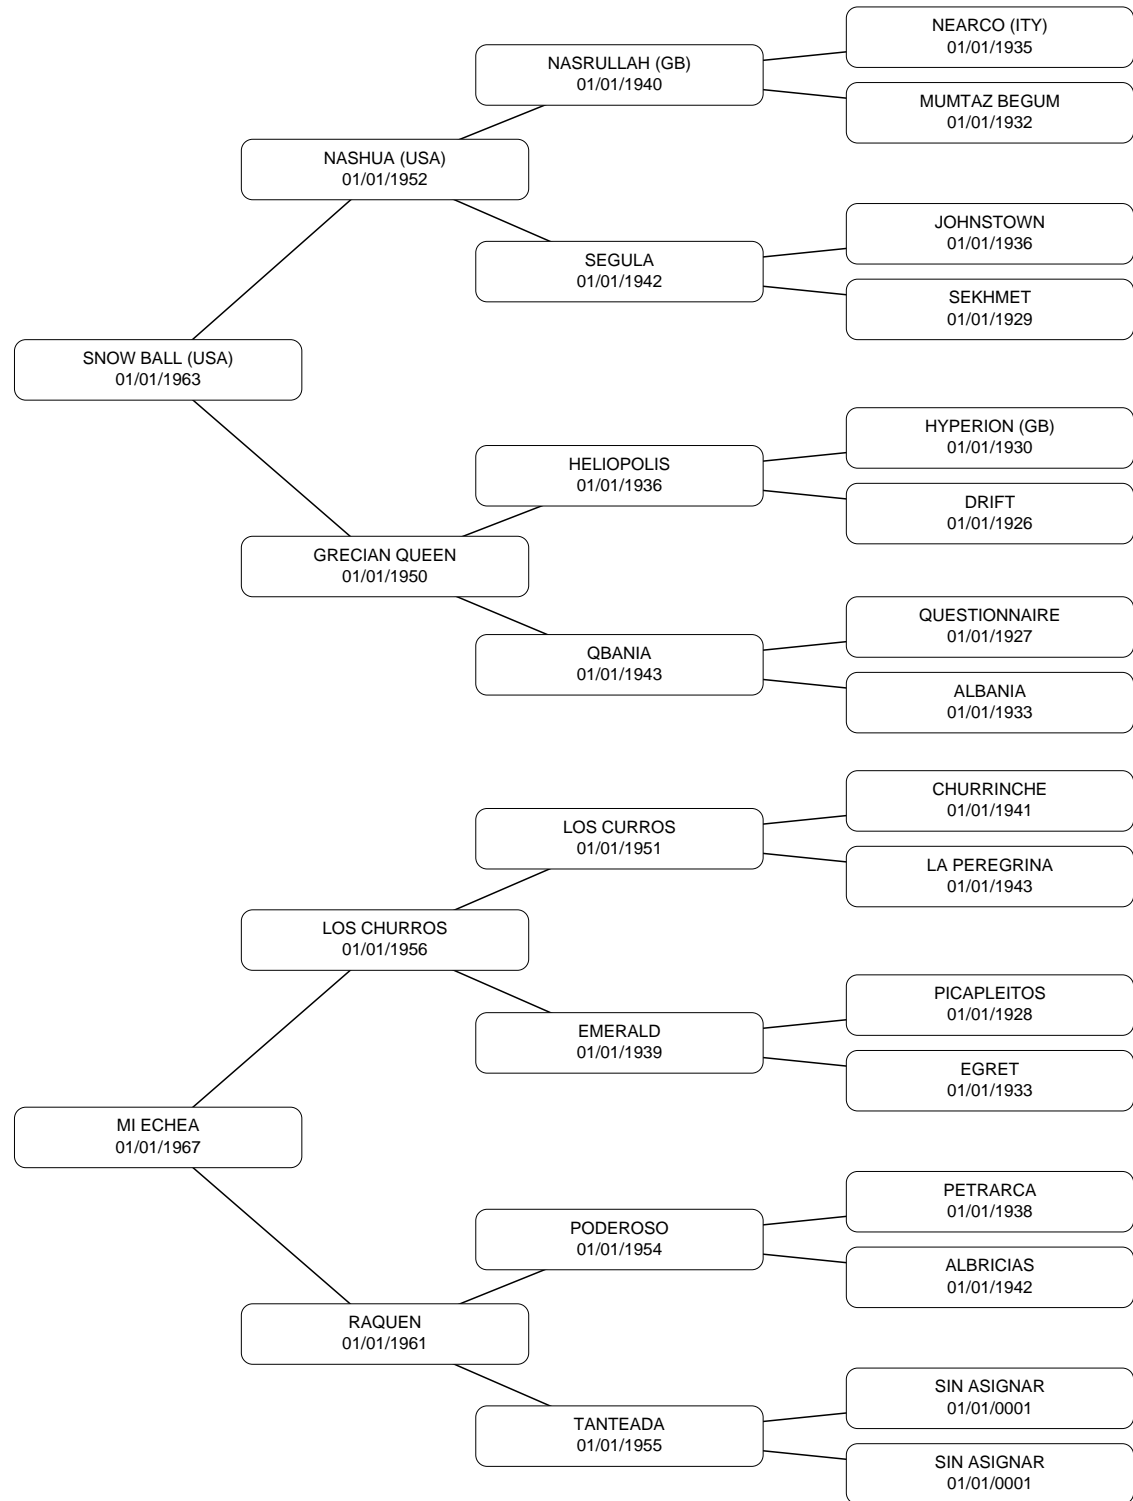 NEARCO (ITY)
01/01/1935
NASRULLAH (GB)
01/01/1940
MUMTAZ BEGUM
01/01/1932
NASHUA (USA)
01/01/1952
JOHNSTOWN
01/01/1936
SEGULA
01/01/1942
SEKHMET
01/01/1929
SNOW BALL (USA)
01/01/1963
HYPERION (GB)
01/01/1930
HELIOPOLIS
01/01/1936
DRIFT
01/01/1926
GRECIAN QUEEN
01/01/1950
QUESTIONNAIRE
01/01/1927
QBANIA
01/01/1943
ALBANIA
01/01/1933
CHURRINCHE
01/01/1941
LOS CURROS
01/01/1951
LA PEREGRINA
01/01/1943
LOS CHURROS
01/01/1956
PICAPLEITOS
01/01/1928
EMERALD
01/01/1939
EGRET
01/01/1933
MI ECHEA
01/01/1967
PETRARCA
01/01/1938
PODEROSO
01/01/1954
ALBRICIAS
01/01/1942
RAQUEN
01/01/1961
SIN ASIGNAR
01/01/0001
TANTEADA
01/01/1955
SIN ASIGNAR
01/01/0001